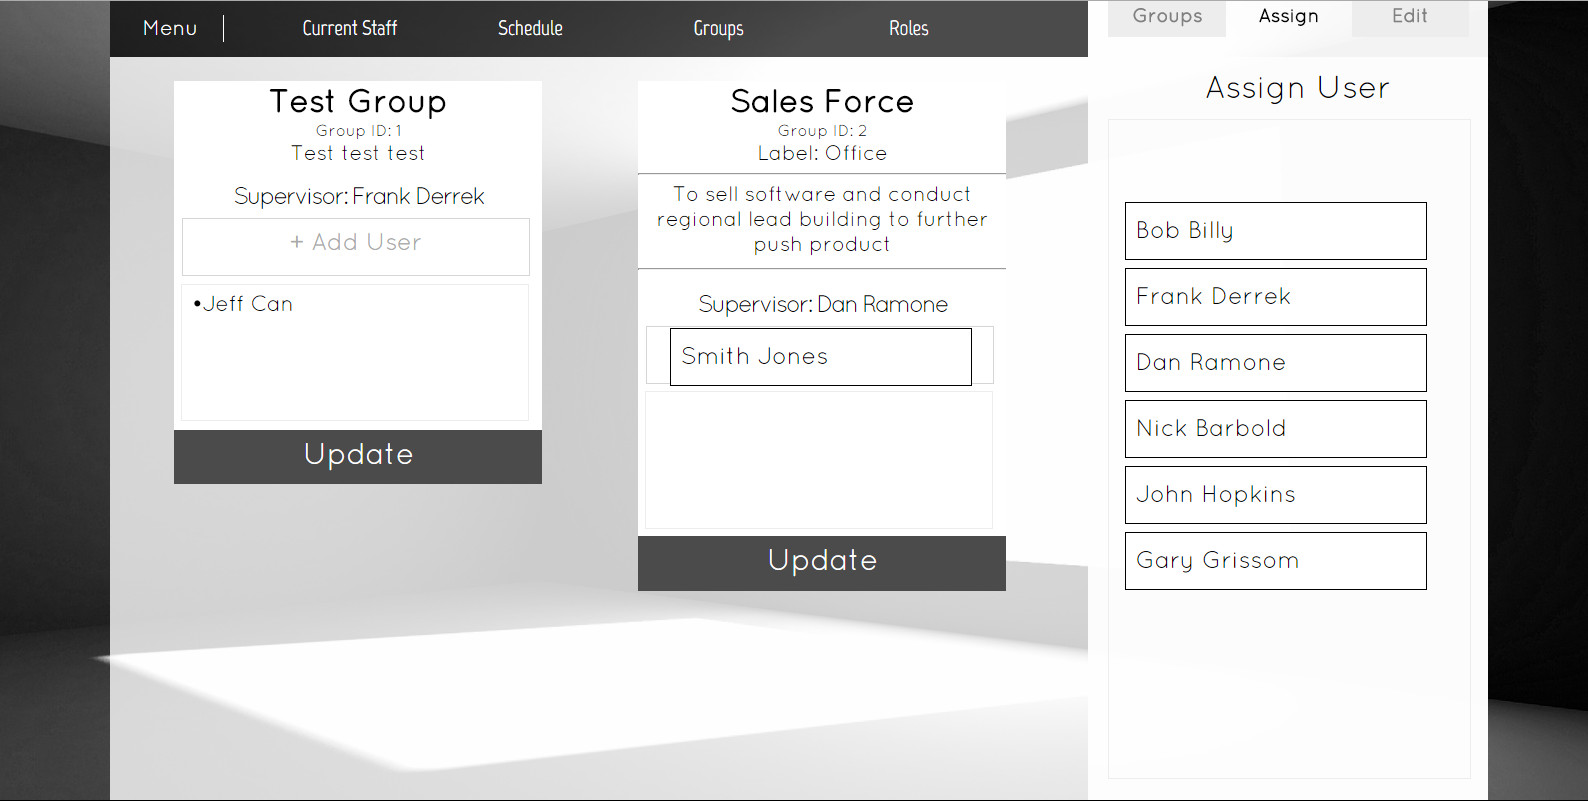 Menu
Current Staff
Schedule
Groups
Roles
Groups
Assign
Edit
Test Group
Group ID: 1
Test test test
Supervisor: Frank Derrek
+ Add User
•Jeff Can
Update
Sales Force
Group ID: 2
Label: Office
To sell software and conduct
regional lead building to further
push product
Supervisor: Dan Ramone
Smith Jones
Update
Assign User
Bob Billy
Frank Derrek
Dan Ramone
Nick Barbold
John Hopkins
Gary Grissom